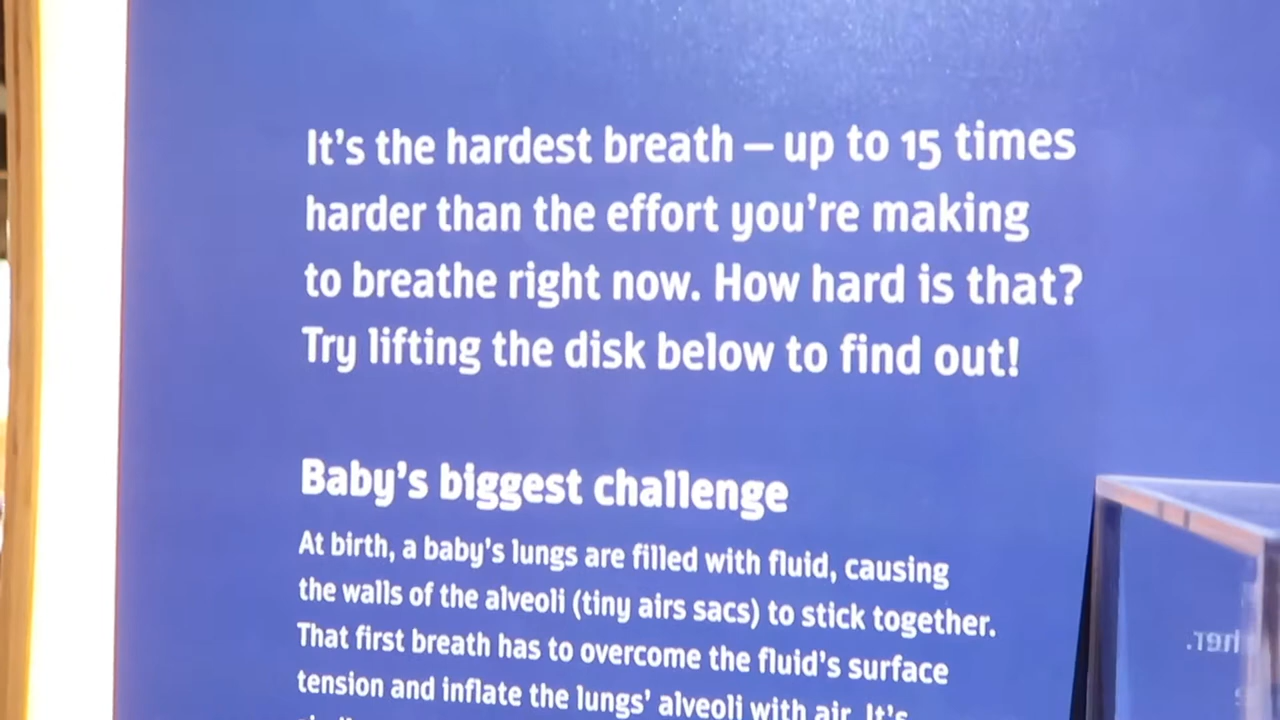 It's the hardest breath – up to 15 times
harder than the effort you're making
to breathe right now. How hard is that?
Try lifting the disk below to find out!
Baby's biggest challenge
At birth, a baby's lungs are filled with fluid, causing
the walls of the alveoli (tiny airs sacs) to stick together.
That first breath has to overcome the fluid's surface
tension and inflate the lungs' alveoli with air. It's
her.